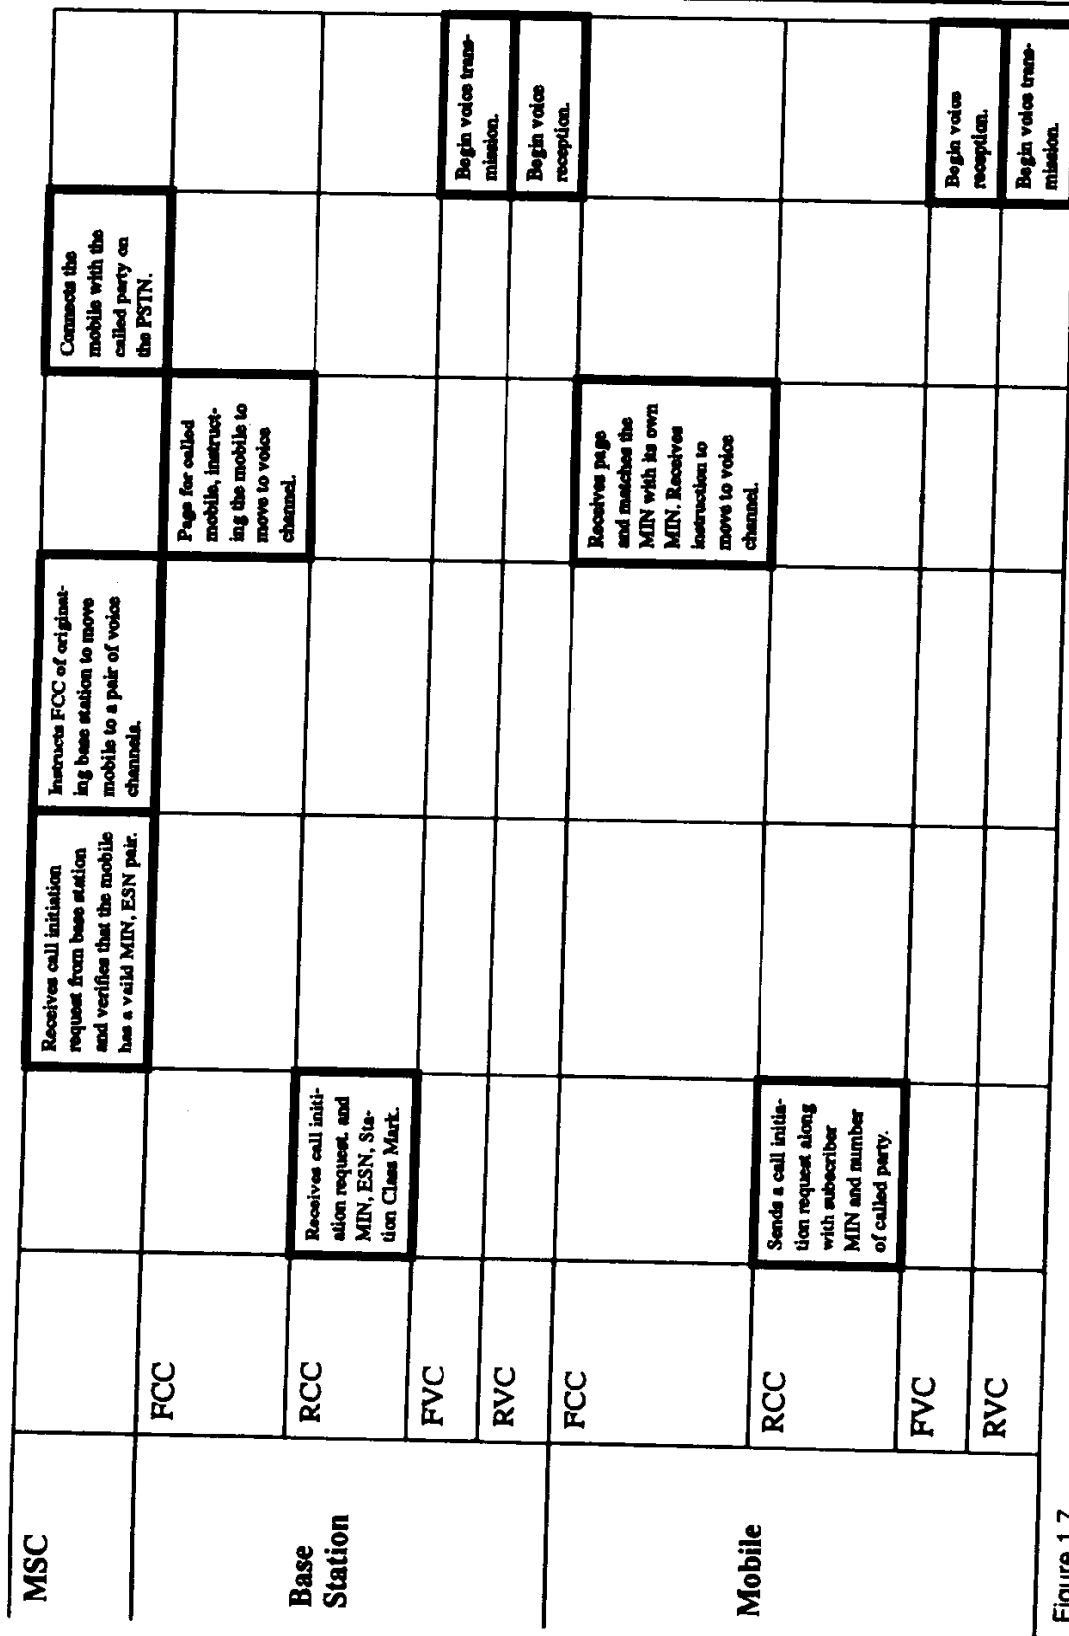 MSC
Receives call initiation
request from base station
and verifies that the mobile
has a vaild MIN, ESN pair.
Instructs FCC of originat-
ing base station to move
mobile to a pair of voice
channels.
Connects the
mobile with the
called party on
the PSTN.
Base
Station
FCC
Page for called
mobile, instruct-
ing the mobile to
move to voice
channel.
RCC
Receives call initi-
ation request, and
MIN, ESN, Sta-
tion Class Mark.
FVC
Begin voice trans-
mission.
RVC
Begin voice
reception.
Mobile
FCC
Receives page
and matches the
MIN with its own
MIN. Receives
instruction to
move to voice
channel.
RCC
Sends a call initia-
tion request along
with subscriber
MIN and number
of called party.
FVC
Begin voice
reception.
RVC
Begin voice trans-
mission.
Figure 1.7